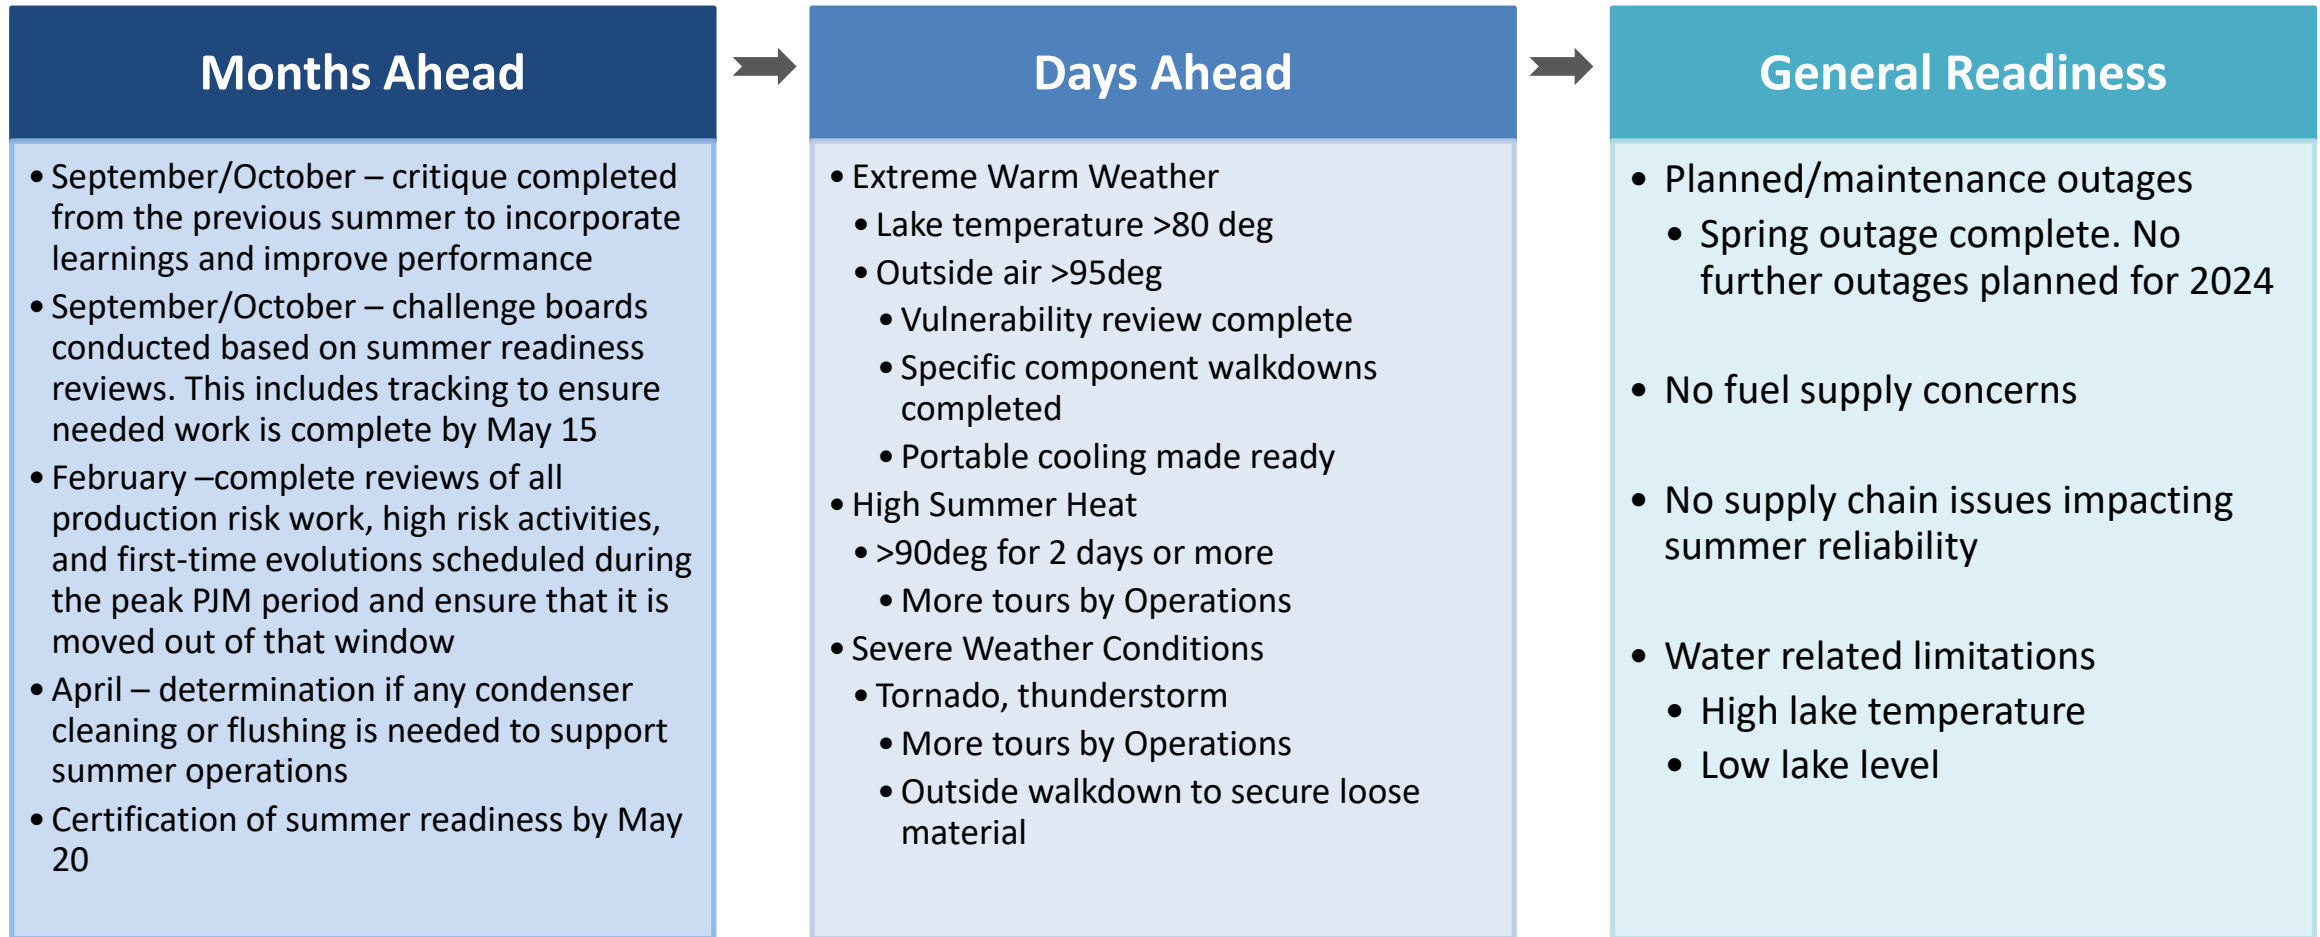 Months Ahead
• September/October – critique completed
from the previous summer to incorporate
learnings and improve performance
• September/October – challenge boards
conducted based on summer readiness
reviews. This includes tracking to ensure
needed work is complete by May 15
• February –complete reviews of all
production risk work, high risk activities,
and first-time evolutions scheduled during
the peak PJM period and ensure that it is
moved out of that window
• April – determination if any condenser
cleaning or flushing is needed to support
summer operations
• Certification of summer readiness by May
20
Days Ahead
• Extreme Warm Weather
• Lake temperature >80 deg
• Outside air >95deg
• Vulnerability review complete
• Specific component walkdowns
completed
• Portable cooling made ready
• High Summer Heat
• >90deg for 2 days or more
• More tours by Operations
• Severe Weather Conditions
• Tornado, thunderstorm
• More tours by Operations
• Outside walkdown to secure loose
material
General Readiness
• Planned/maintenance outages
• Spring outage complete. No
further outages planned for 2024
• No fuel supply concerns
• No supply chain issues impacting
summer reliability
• Water related limitations
• High lake temperature
• Low lake level